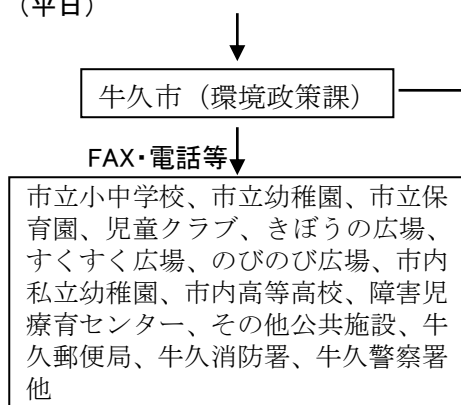 （平日）
牛久市（環境政策課）
FAX・電話等
市立小中学校、市立幼稚園、市立保
育園、児童クラブ、きぼうの広場、
すくすく広場、のびのび広場、市内
私立幼稚園、市内高等高校、障害児
療育センター、その他公共施設、牛
久郵便局、牛久消防署、牛久警察署
他